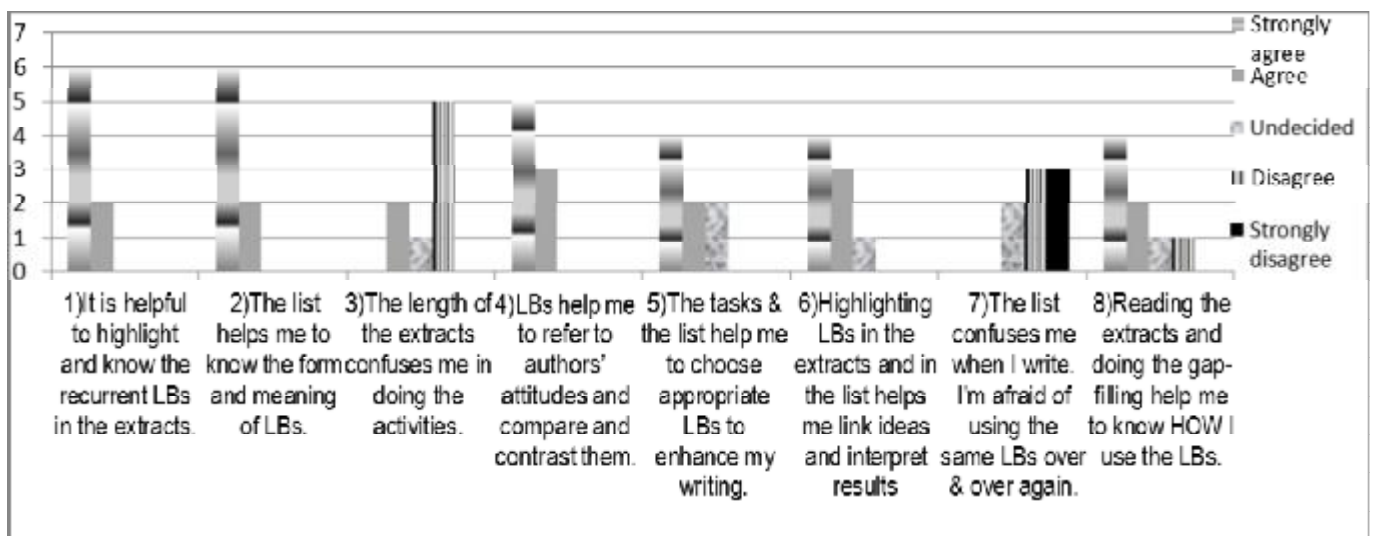 7
6
5
4
3
2
1
0
Strongly
agree
Agree
Undecided
Disagree
Strongly
disagree
1)It is helpful
to highlight
and know the
recurrent LBs
in the extracts.
2)The list
helps me to
know the form
and meaning
of LBs.
3)The length of
the extracts
confuses me in
doing the
activities.
4)LBs help me
to refer to
authors'
attitudes and
compare and
contrast them.
5)The tasks &
the list help me
to choose
appropriate
LBs to
enhance my
writing.
6)Highlighting
LBs in the
extracts and in
the list helps
me link ideas
and interpret
results
7)The list
confuses me
when I write.
I'm afraid of
using the
same LBs over
& over again.
8)Reading the
extracts and
doing the gap-
filling help me
to know HOW I
use the LBs.